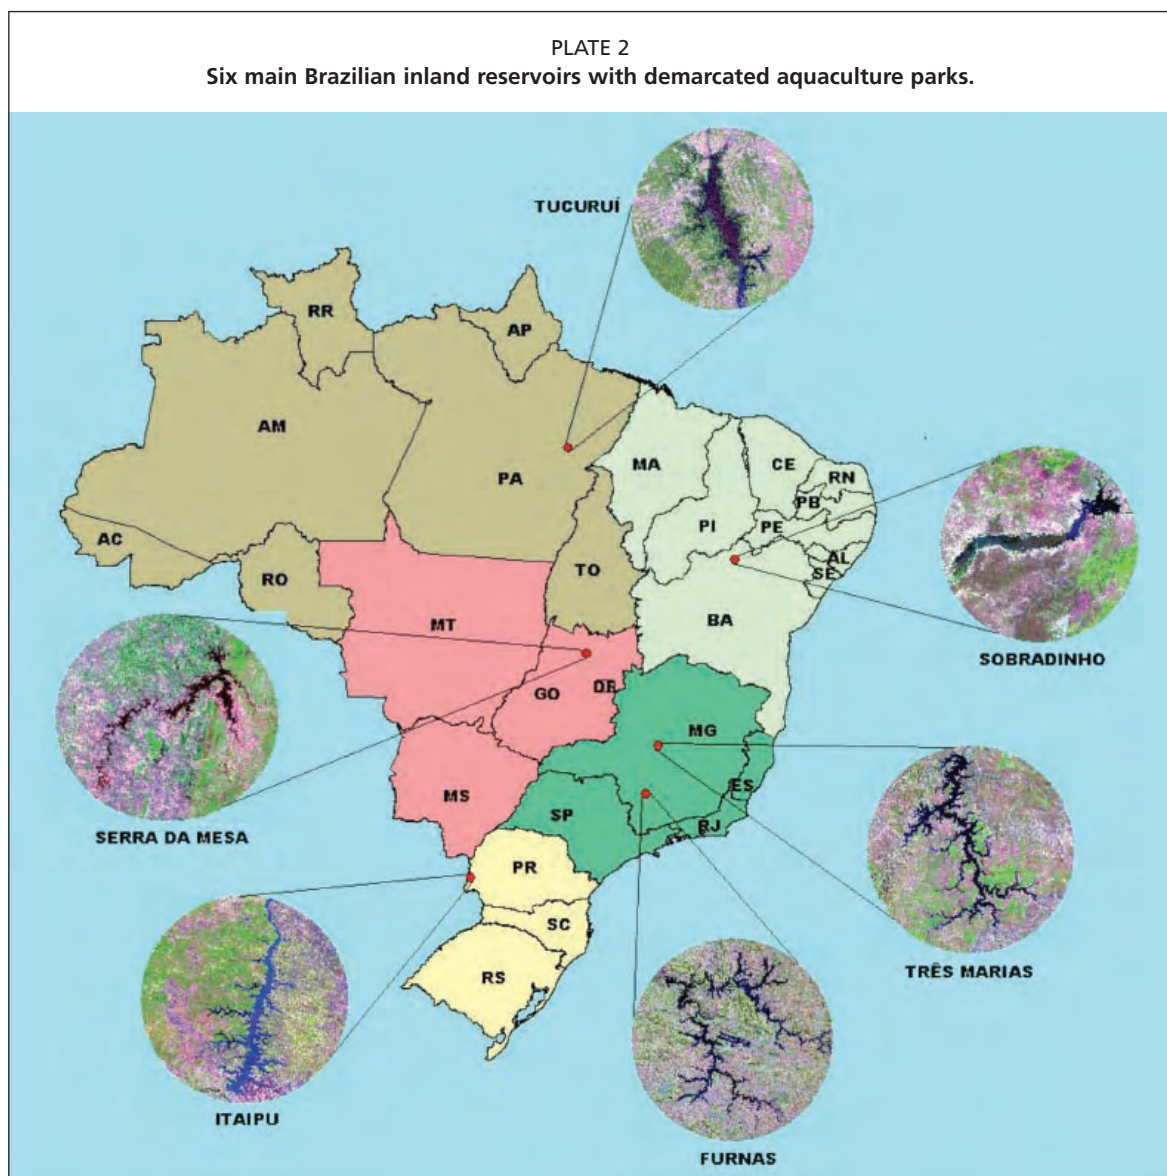 PLATE 2
Six main Brazilian inland reservoirs with demarcated aquaculture parks.
TUCURUÍ
RR
AP
AM
PA
MA
CE
RN
PB
PI
PE
AC
RO
TO
AL
SE
BA
MT
SOBRADINHO
GO
DF
MG
MS
ES
SP
RJ
SERRA DA MESA
PR
SC
TRÊS MARIAS
RS
ITAIPU
FURNAS